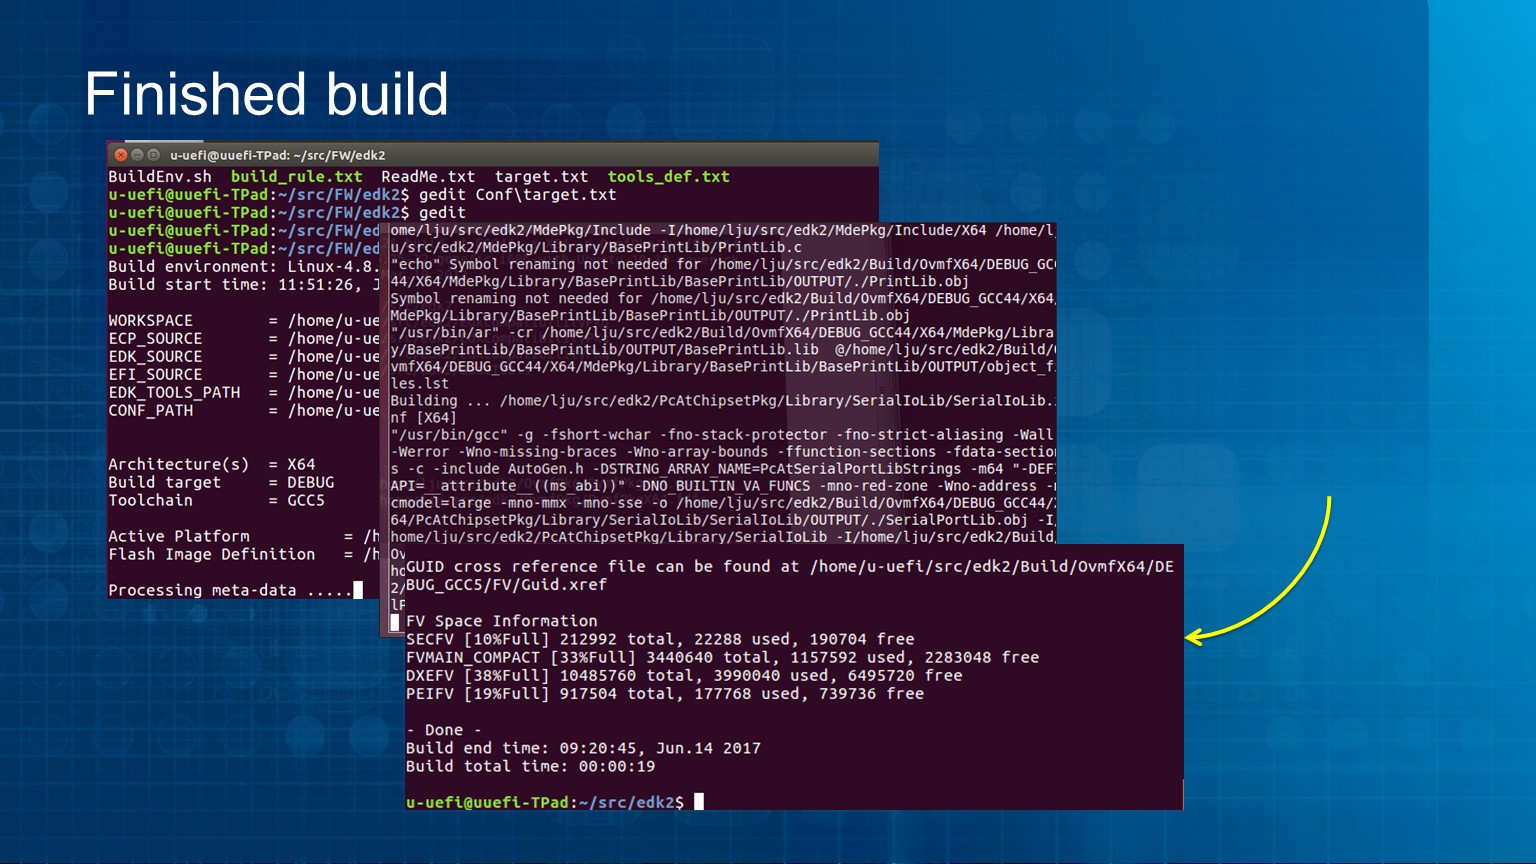 Finished build
u-uefi@uuefi-TPad: ~/src/FW/edk2
BuildEnv.sh build_rule.txt ReadMe.txt target.txt tools_def.txt
u-uefi@uuefi-TPad:~/src/FW/edk2$ gedit Conf\target.txt
u-uefi@uuefi-TPad:~/src/FW/edk2$ gedit
u-uefi@uuefi-TPad:~/src/FW/ed
u-uefi@uuefi-TPad:~/src/FW/ed
Build environment: Linux-4.8.
Build start time: 11:51:26, J
WORKSPACE = /home/u-ue
ECP_SOURCE = /home/u-ue
EDK_SOURCE = /home/u-ue
EFI_SOURCE = /home/u-ue
EDK_TOOLS_PATH = /home/u-ue
CONF_PATH = /home/u-ue
Architecture(s) = X64
Build target = DEBUG
Toolchain = GCC5
Active Platform = /h
Flash Image Definition = /h
Processing meta-data .....
ome/lju/src/edk2/MdePkg/Include -I/home/lju/src/edk2/MdePkg/Include/X64 /home/lj
u/src/edk2/MdePkg/Library/BasePrintLib/PrintLib.c
"echo" Symbol renaming not needed for /home/lju/src/edk2/Build/OvmfX64/DEBUG_GCC
44/X64/MdePkg/Library/BasePrintLib/BasePrintLib/OUTPUT/./PrintLib.obj
Symbol renaming not needed for /home/lju/src/edk2/Build/OvmfX64/DEBUG_GCC44/X64/
MdePkg/Library/BasePrintLib/BasePrintLib/OUTPUT/./PrintLib.obj
"/usr/bin/ar" -cr /home/lju/src/edk2/Build/OvmfX64/DEBUG_GCC44/X64/MdePkg/Librar
y/BasePrintLib/BasePrintLib/OUTPUT/BasePrintLib.lib @/home/lju/src/edk2/Build/O
vmfX64/DEBUG_GCC44/X64/MdePkg/Library/BasePrintLib/BasePrintLib/OUTPUT/object_fi
les.lst
Building ... /home/lju/src/edk2/PcAtChipsetPkg/Library/SerialIoLib/SerialIoLib.i
nf [X64]
"/usr/bin/gcc" -g -fshort-wchar -fno-stack-protector -fno-strict-aliasing -Wall
-Werror -Wno-missing-braces -Wno-array-bounds -ffunction-sections -fdata-section
s -c -include AutoGen.h -DSTRING_ARRAY_NAME=PcAtSerialPortLibStrings -m64 "-DEFI
API=__attribute__((ms_abi))" -DNO_BUILTIN_VA_FUNCS -mno-red-zone -Wno-address -m
cmodel=large -mno-mmx -mno-sse -o /home/lju/src/edk2/Build/OvmfX64/DEBUG_GCC44/X
64/PcAtChipsetPkg/Library/SerialIoLib/SerialIoLib/OUTPUT/./SerialPortLib.obj -I/
home/lju/src/edk2/PcAtChipsetPkg/Library/SerialIoLib -I/home/lju/src/edk2/Build/
Ov
ho
2/
lP
GUID cross reference file can be found at /home/u-uefi/src/edk2/Build/OvmfX64/DE
BUG_GCC5/FV/Guid.xref
FV Space Information
SECFV [10%Full] 212992 total, 22288 used, 190704 free
FVMAIN_COMPACT [33%Full] 3440640 total, 1157592 used, 2283048 free
DXEFV [38%Full] 10485760 total, 3990040 used, 6495720 free
PEIFV [19%Full] 917504 total, 177768 used, 739736 free
- Done -
Build end time: 09:20:45, Jun.14 2017
Build total time: 00:00:19
u-uefi@uuefi-TPad:~/src/edk2$